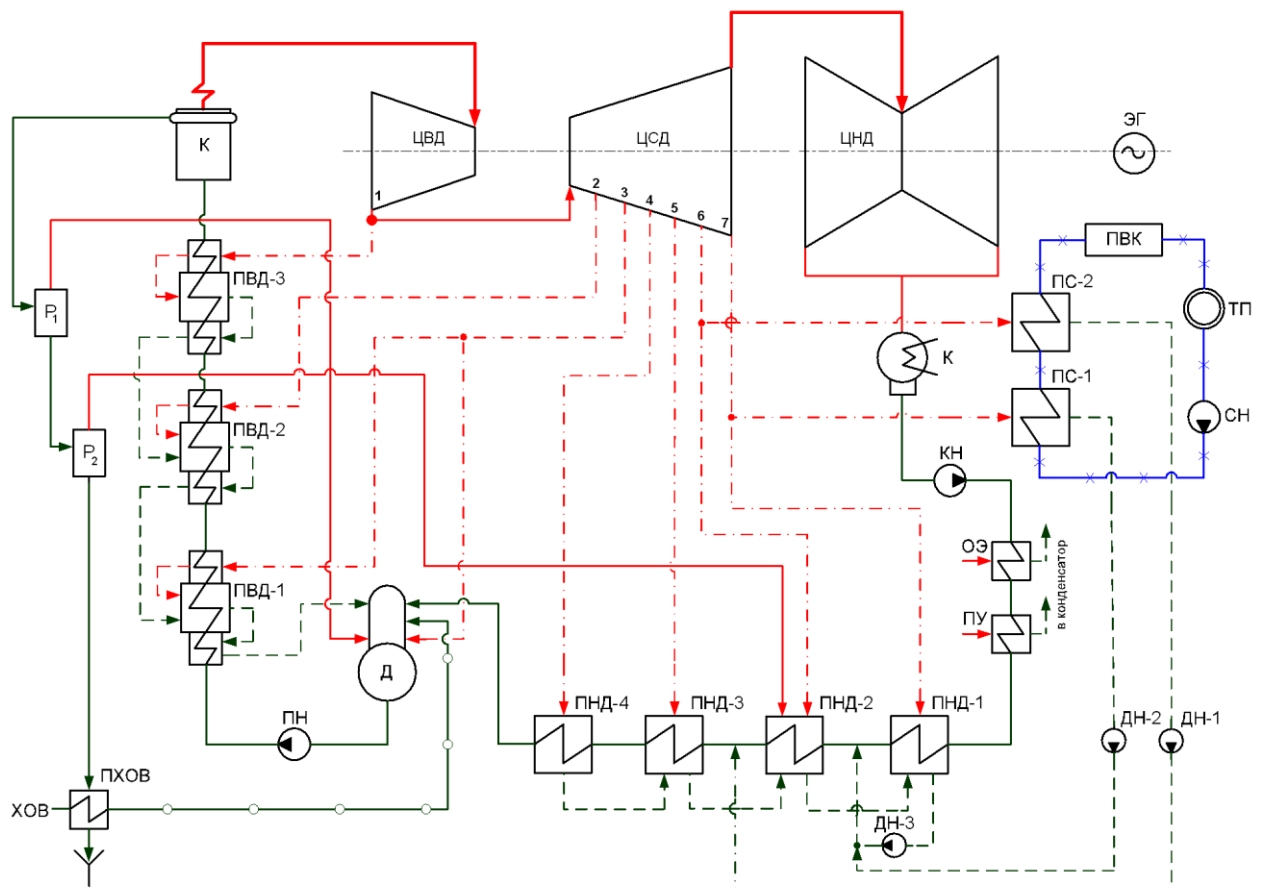 ЭГ
ЦВД
ЦСД
ЦНД
К
1
2
3
4
5
6
7
ПВК
ПВД-3
ПС-2
Р1
ТП
К
ПС-1
ПВД-2
СН
Р2
КН
ОЭ
ПВД-1
ПУ
в конденсатор
Д
ПНД-4
ПНД-3
ПНД-2
ПНД-1
ПН
ДН-2
ДН-1
ПХОВ
ХОВ
ДН-3